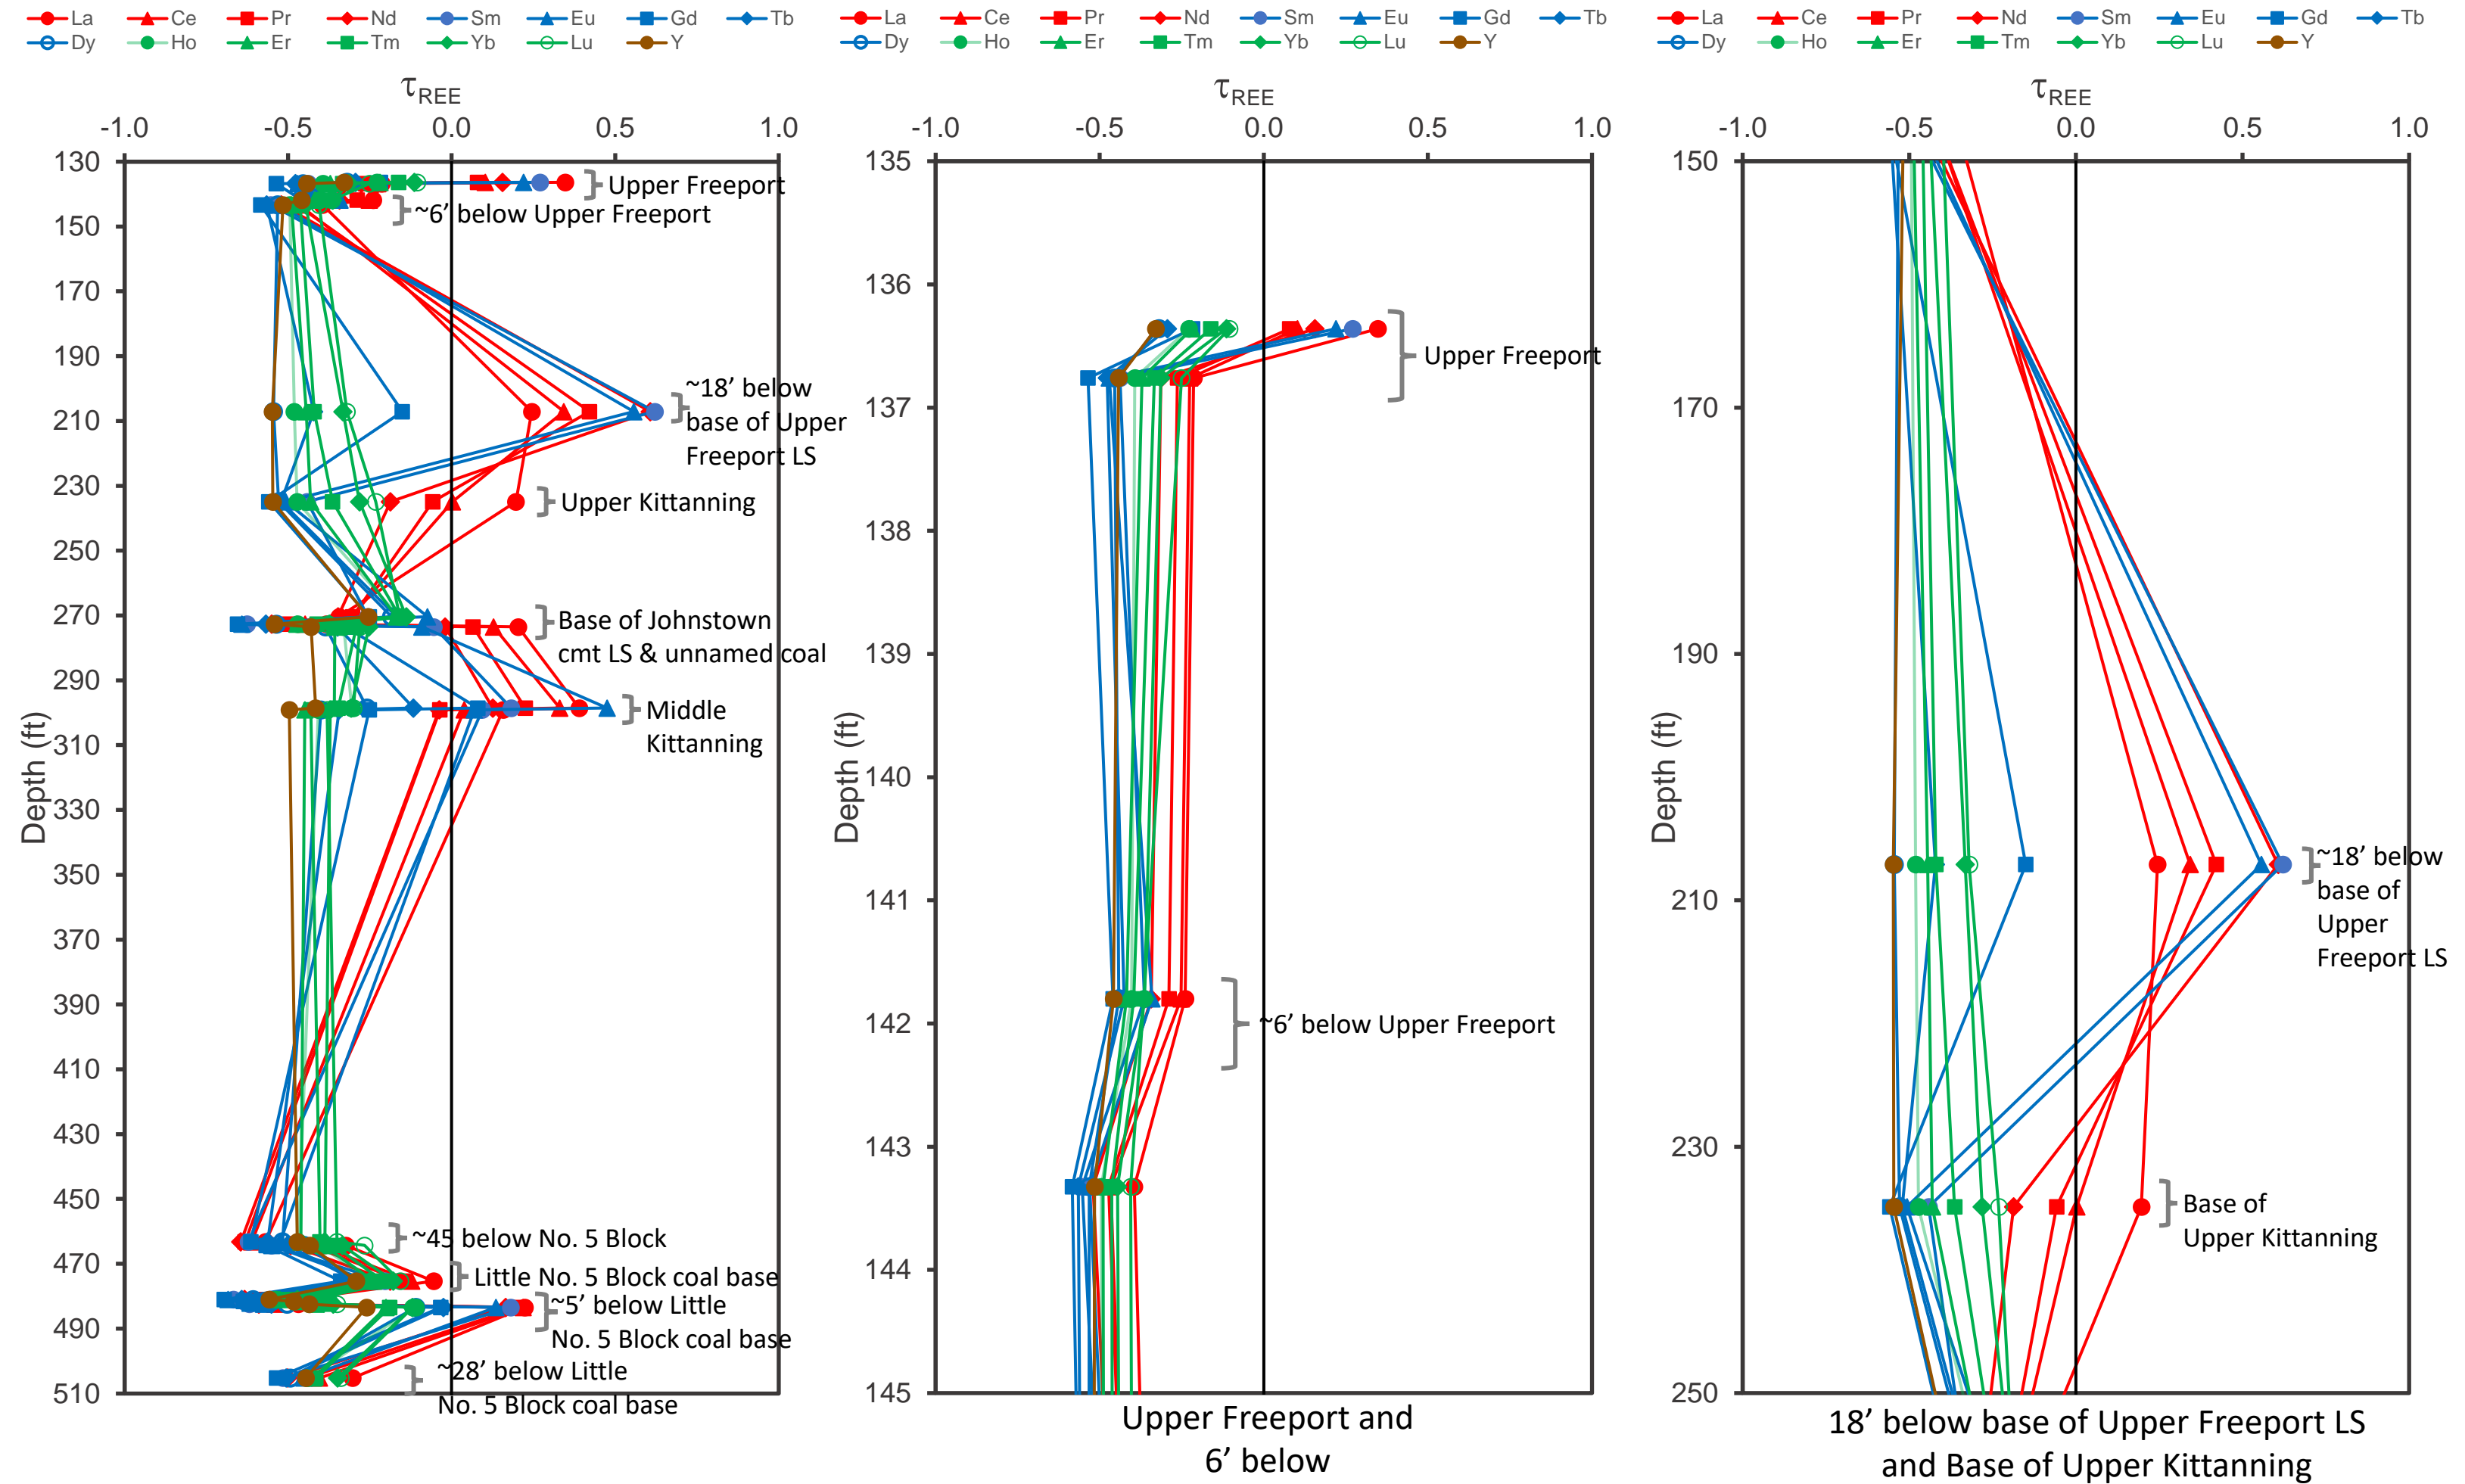 La Ce Pr Nd Sm Eu Gd Tb
Dy Ho Er Tm Yb Lu Y
τREE
-1.0 -0.5 0.0 0.5 1.0
130
150
170
190
210
230
250
270
290
310
330
350
370
390
410
430
450
470
490
510
Depth (ft)
Upper Freeport
~6’ below Upper Freeport
~18’ below
base of Upper
Freeport LS
Upper Kittanning
Base of Johnstown
cmt LS & unnamed coal
Middle
Kittanning
~45 below No. 5 Block
Little No. 5 Block coal base
~5’ below Little
No. 5 Block coal base
~28’ below Little
No. 5 Block coal base
La Ce Pr Nd Sm Eu Gd Tb
Dy Ho Er Tm Yb Lu Y
τREE
-1.0 -0.5 0.0 0.5 1.0
135
136
137
138
139
140
141
142
143
144
145
Depth (ft)
Upper Freeport
~6’ below Upper Freeport
Upper Freeport and
6’ below
La Ce Pr Nd Sm Eu Gd Tb
Dy Ho Er Tm Yb Lu Y
τREE
-1.0 -0.5 0.0 0.5 1.0
150
170
190
210
230
250
Depth (ft)
~18’ below
base of
Upper
Freeport LS
Base of
Upper Kittanning
18’ below base of Upper Freeport LS
and Base of Upper Kittanning